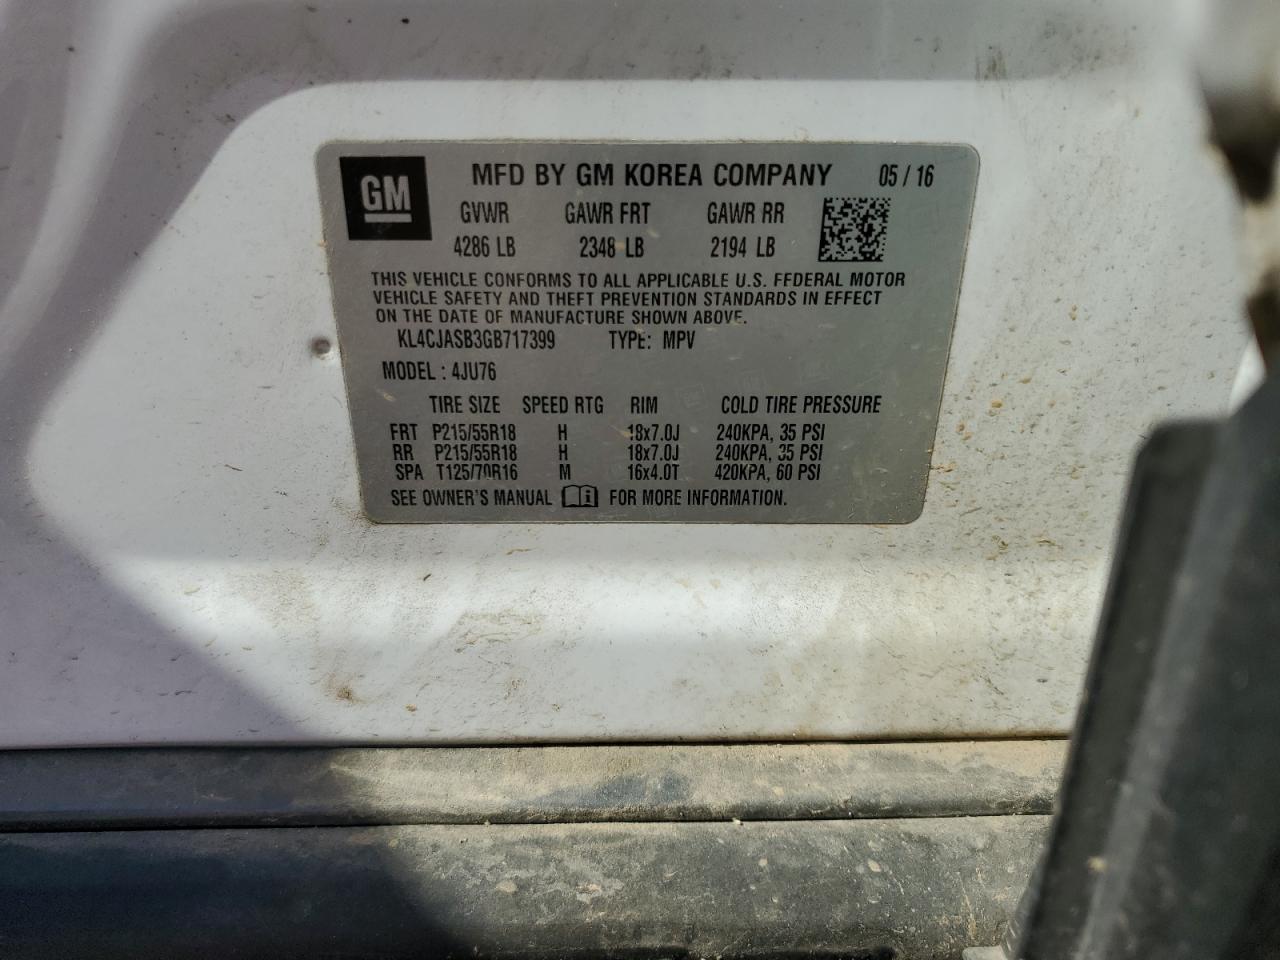 GM MFD BY GM KOREA COMPANY 05 / 16
GVWR GAWR FRT GAWR RR
4286 LB 2348 LB 2194 LB
THIS VEHICLE CONFORMS TO ALL APPLICABLE U.S. FEDERAL MOTOR
VEHICLE SAFETY AND THEFT PREVENTION STANDARDS IN EFFECT
ON THE DATE OF MANUFACTURE SHOWN ABOVE.
KL4CJASB3GB717399 TYPE: MPV
MODEL : 4JU76
TIRE SIZE SPEED RTG RIM COLD TIRE PRESSURE
FRT P215/55R18 H 18x7.0J 240KPA, 35 PSI
RR P215/55R18 H 18x7.0J 240KPA, 35 PSI
SPA T125/70R16 M 16x4.0T 420KPA, 60 PSI
SEE OWNER'S MANUAL i FOR MORE INFORMATION.